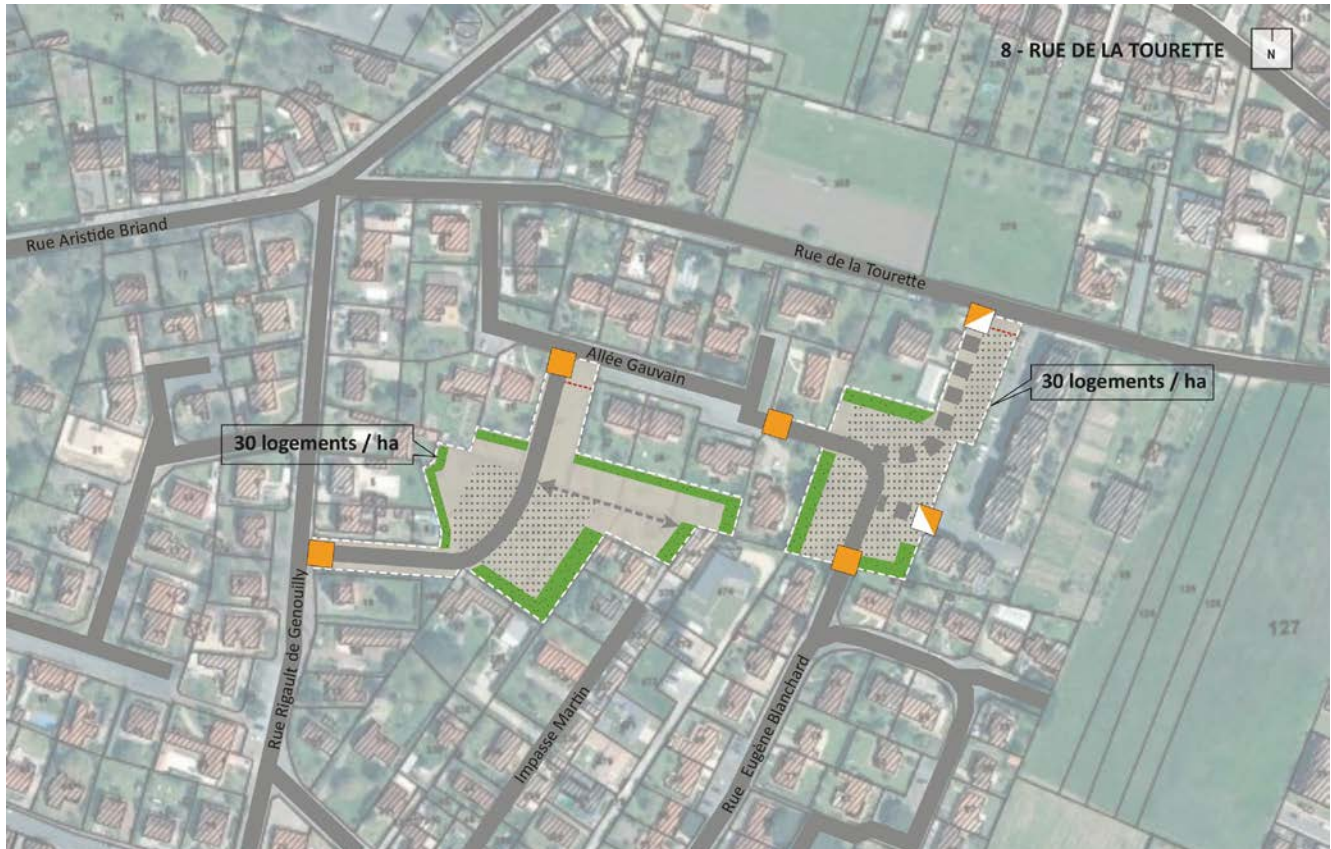 8 - RUE DE LA TOURETTE
N
Rue Aristide Briand
Rue de la Tourette
Allée Gauvain
30 logements / ha
30 logements / ha
Rue Rigault de Genouilly
Impasse Martin
Rue Eugène Blanchard
127